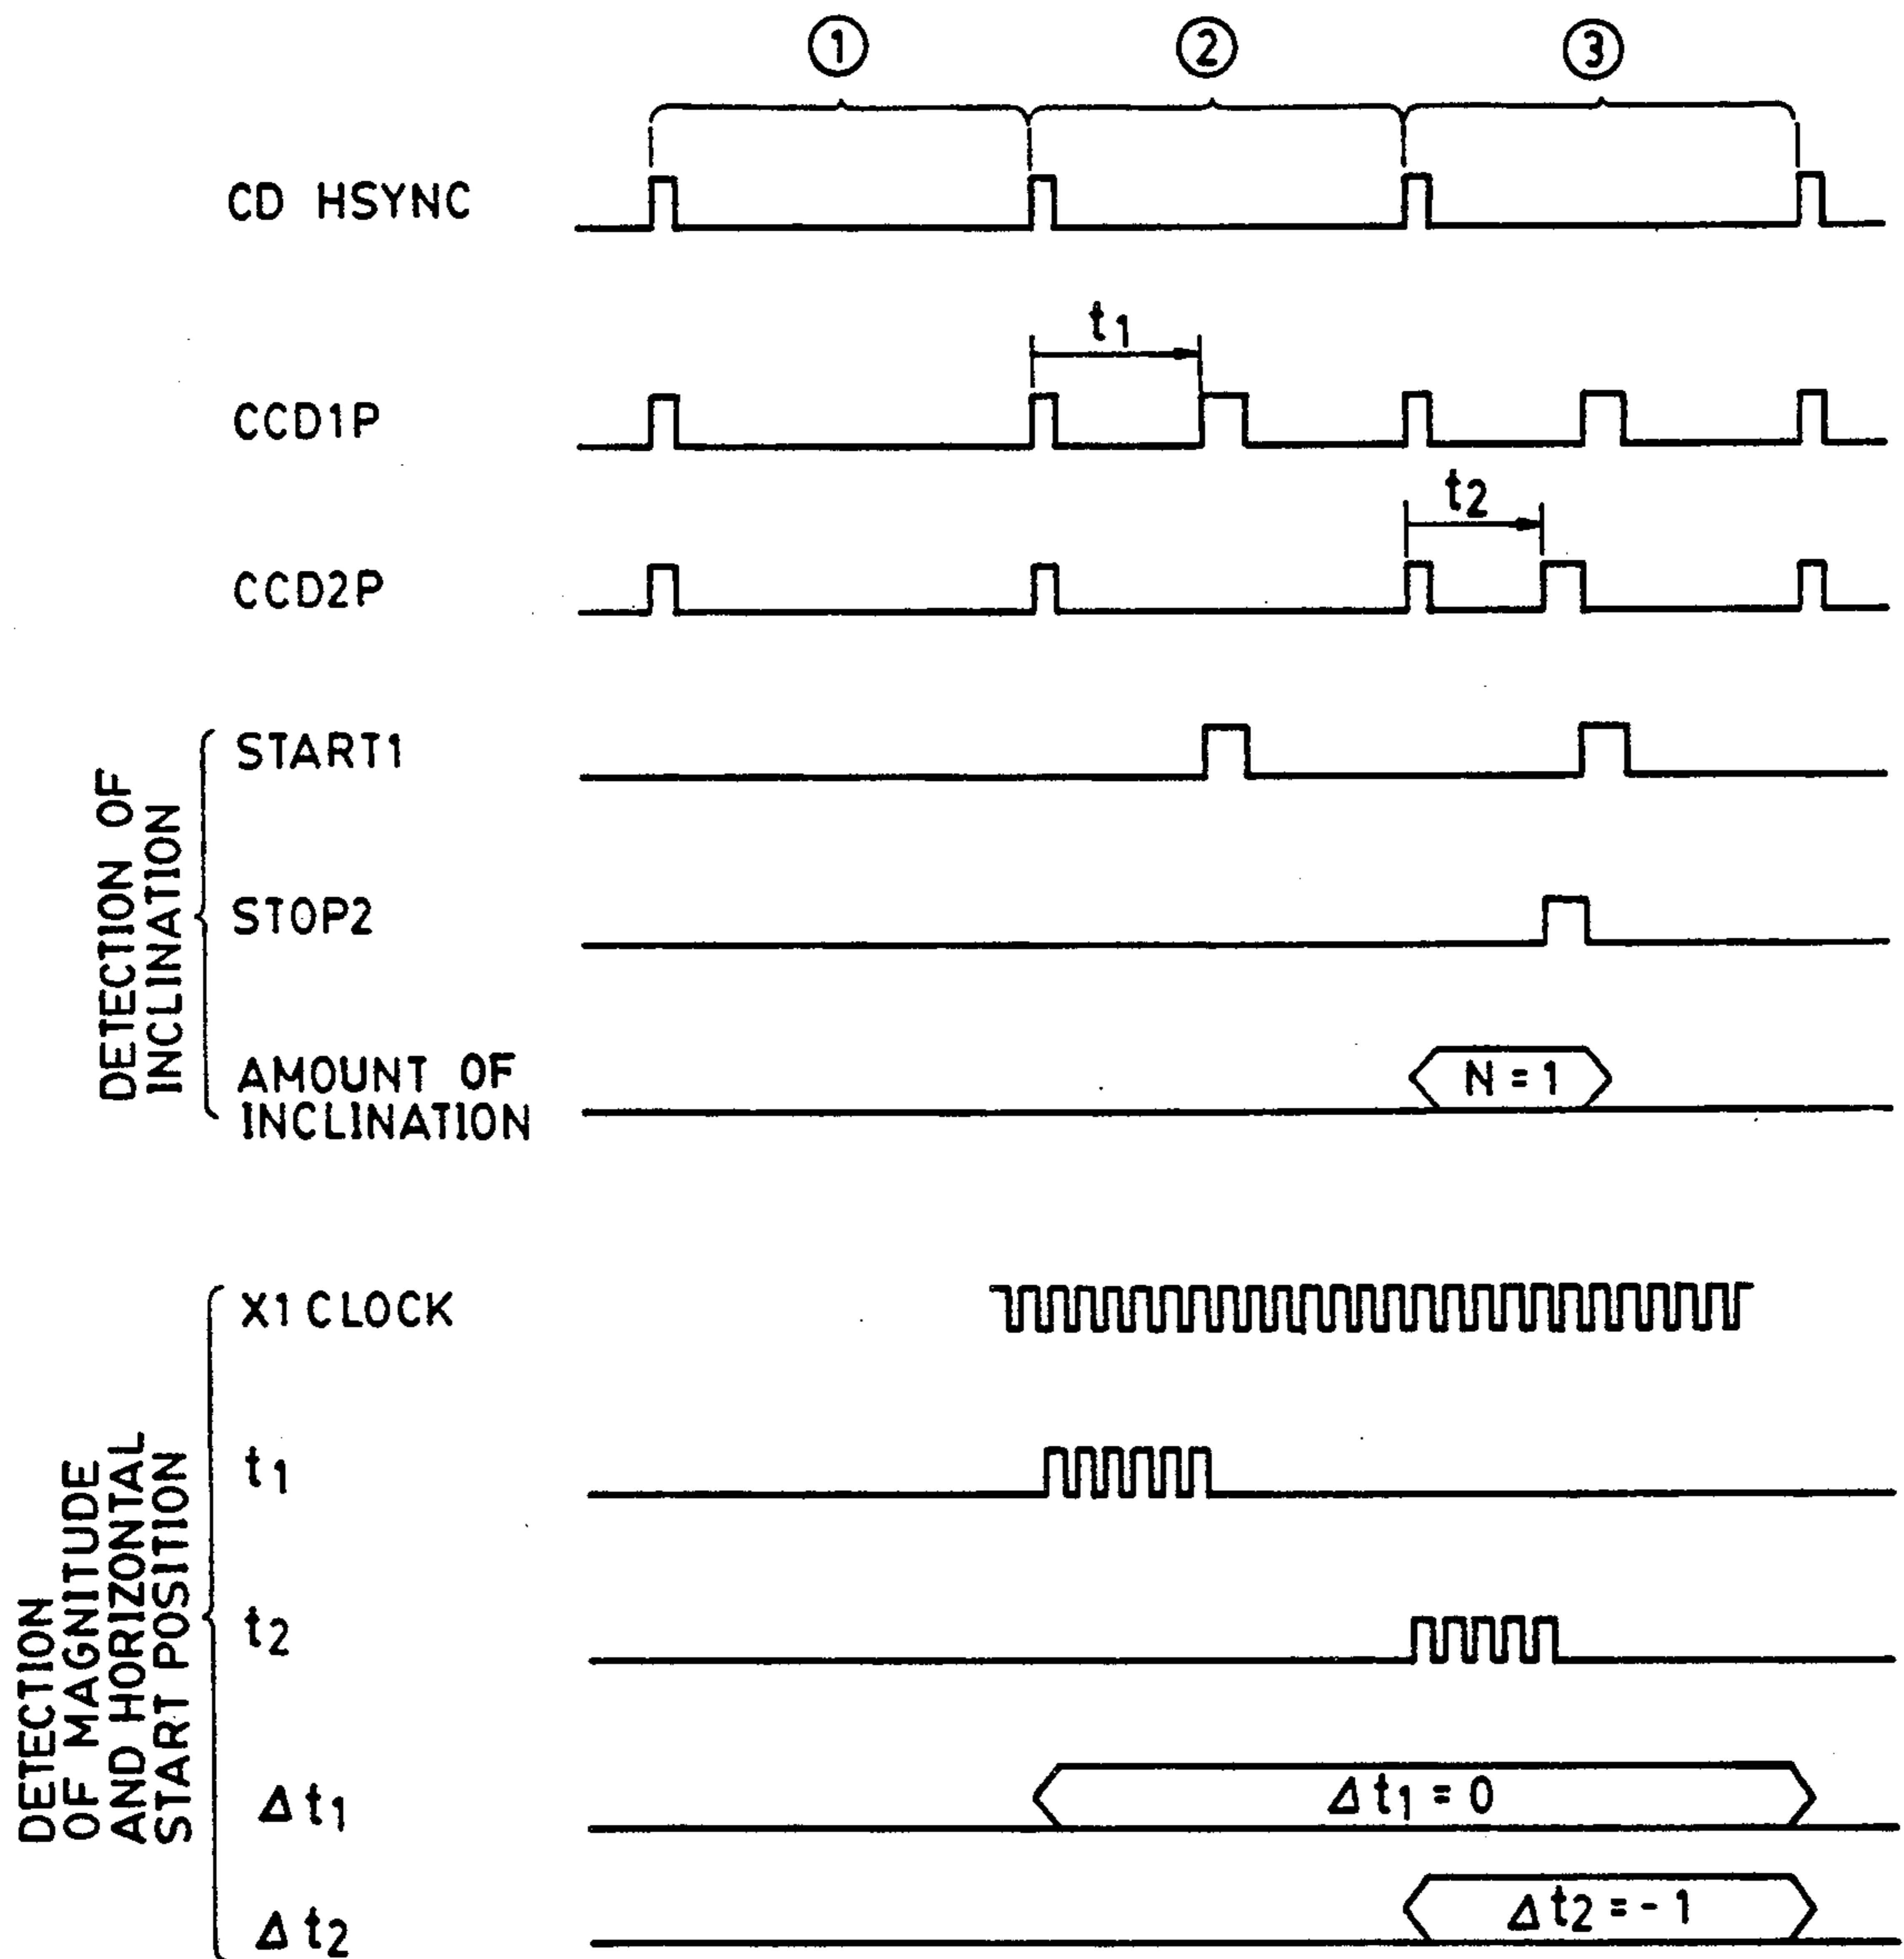 ① ② ③
CD HSYNC
t1
CCD1P
t2
CCD2P
DETECTION OF
INCLINATION
START1
STOP2
AMOUNT OF
INCLINATION
N = 1
DETECTION
OF MAGNITUDE
AND HORIZONTAL
START POSITION
X1 CLOCK
t1
t2
Δt1
Δt1 = 0
Δt2
Δt2 = -1